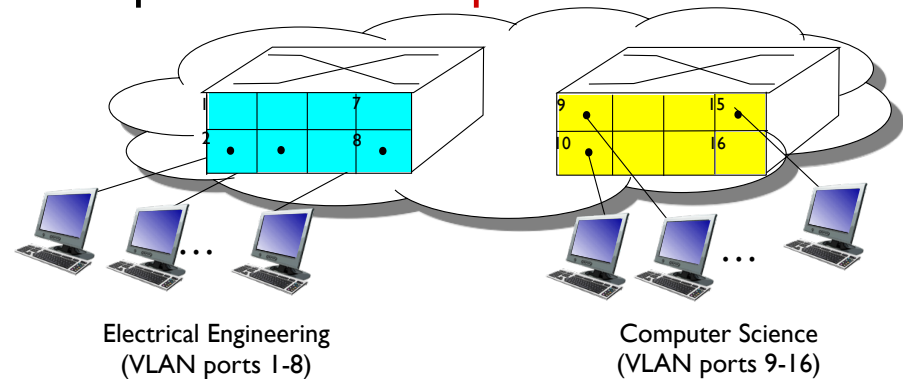 1
7
2
8
9
15
10
16
...
...
Electrical Engineering
(VLAN ports 1-8)
Computer Science
(VLAN ports 9-16)